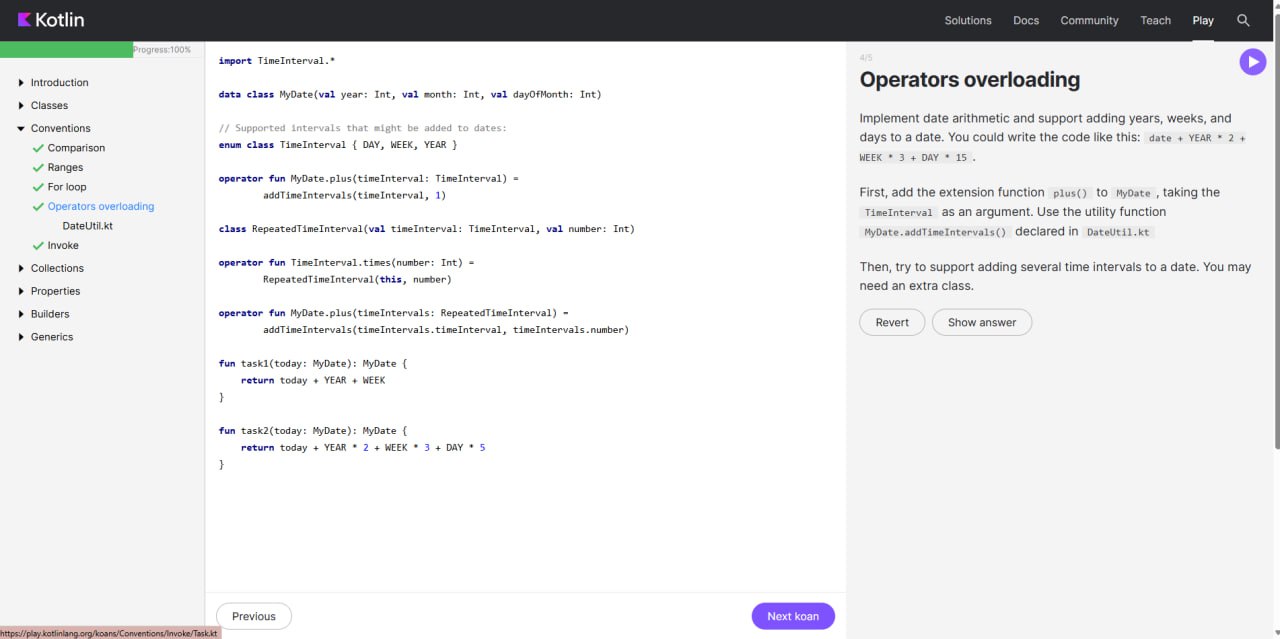 Kotlin
Solutions Docs Community Teach Play
Progress:100%
Introduction
Classes
Conventions
Comparison
Ranges
For loop
Operators overloading
DateUtil.kt
Invoke
Collections
Properties
Builders
Generics
import TimeInterval.*
data class MyDate(val year: Int, val month: Int, val dayOfMonth: Int)
// Supported intervals that might be added to dates:
enum class TimeInterval { DAY, WEEK, YEAR }
operator fun MyDate.plus(timeInterval: TimeInterval) =
addTimeIntervals(timeInterval, 1)
class RepeatedTimeInterval(val timeInterval: TimeInterval, val number: Int)
operator fun TimeInterval.times(number: Int) =
RepeatedTimeInterval(this, number)
operator fun MyDate.plus(timeIntervals: RepeatedTimeInterval) =
addTimeIntervals(timeIntervals.timeInterval, timeIntervals.number)
fun task1(today: MyDate): MyDate {
return today + YEAR + WEEK
}
fun task2(today: MyDate): MyDate {
return today + YEAR * 2 + WEEK * 3 + DAY * 5
}
Previous
Next koan
4/5
Operators overloading
Implement date arithmetic and support adding years, weeks, and
days to a date. You could write the code like this: date + YEAR * 2 +
WEEK * 3 + DAY * 15 .
First, add the extension function plus() to MyDate , taking the
TimeInterval as an argument. Use the utility function
MyDate.addTimeIntervals() declared in DateUtil.kt
Then, try to support adding several time intervals to a date. You may
need an extra class.
Revert
Show answer
https://play.kotlinlang.org/koans/Conventions/Invoke/Task.kt